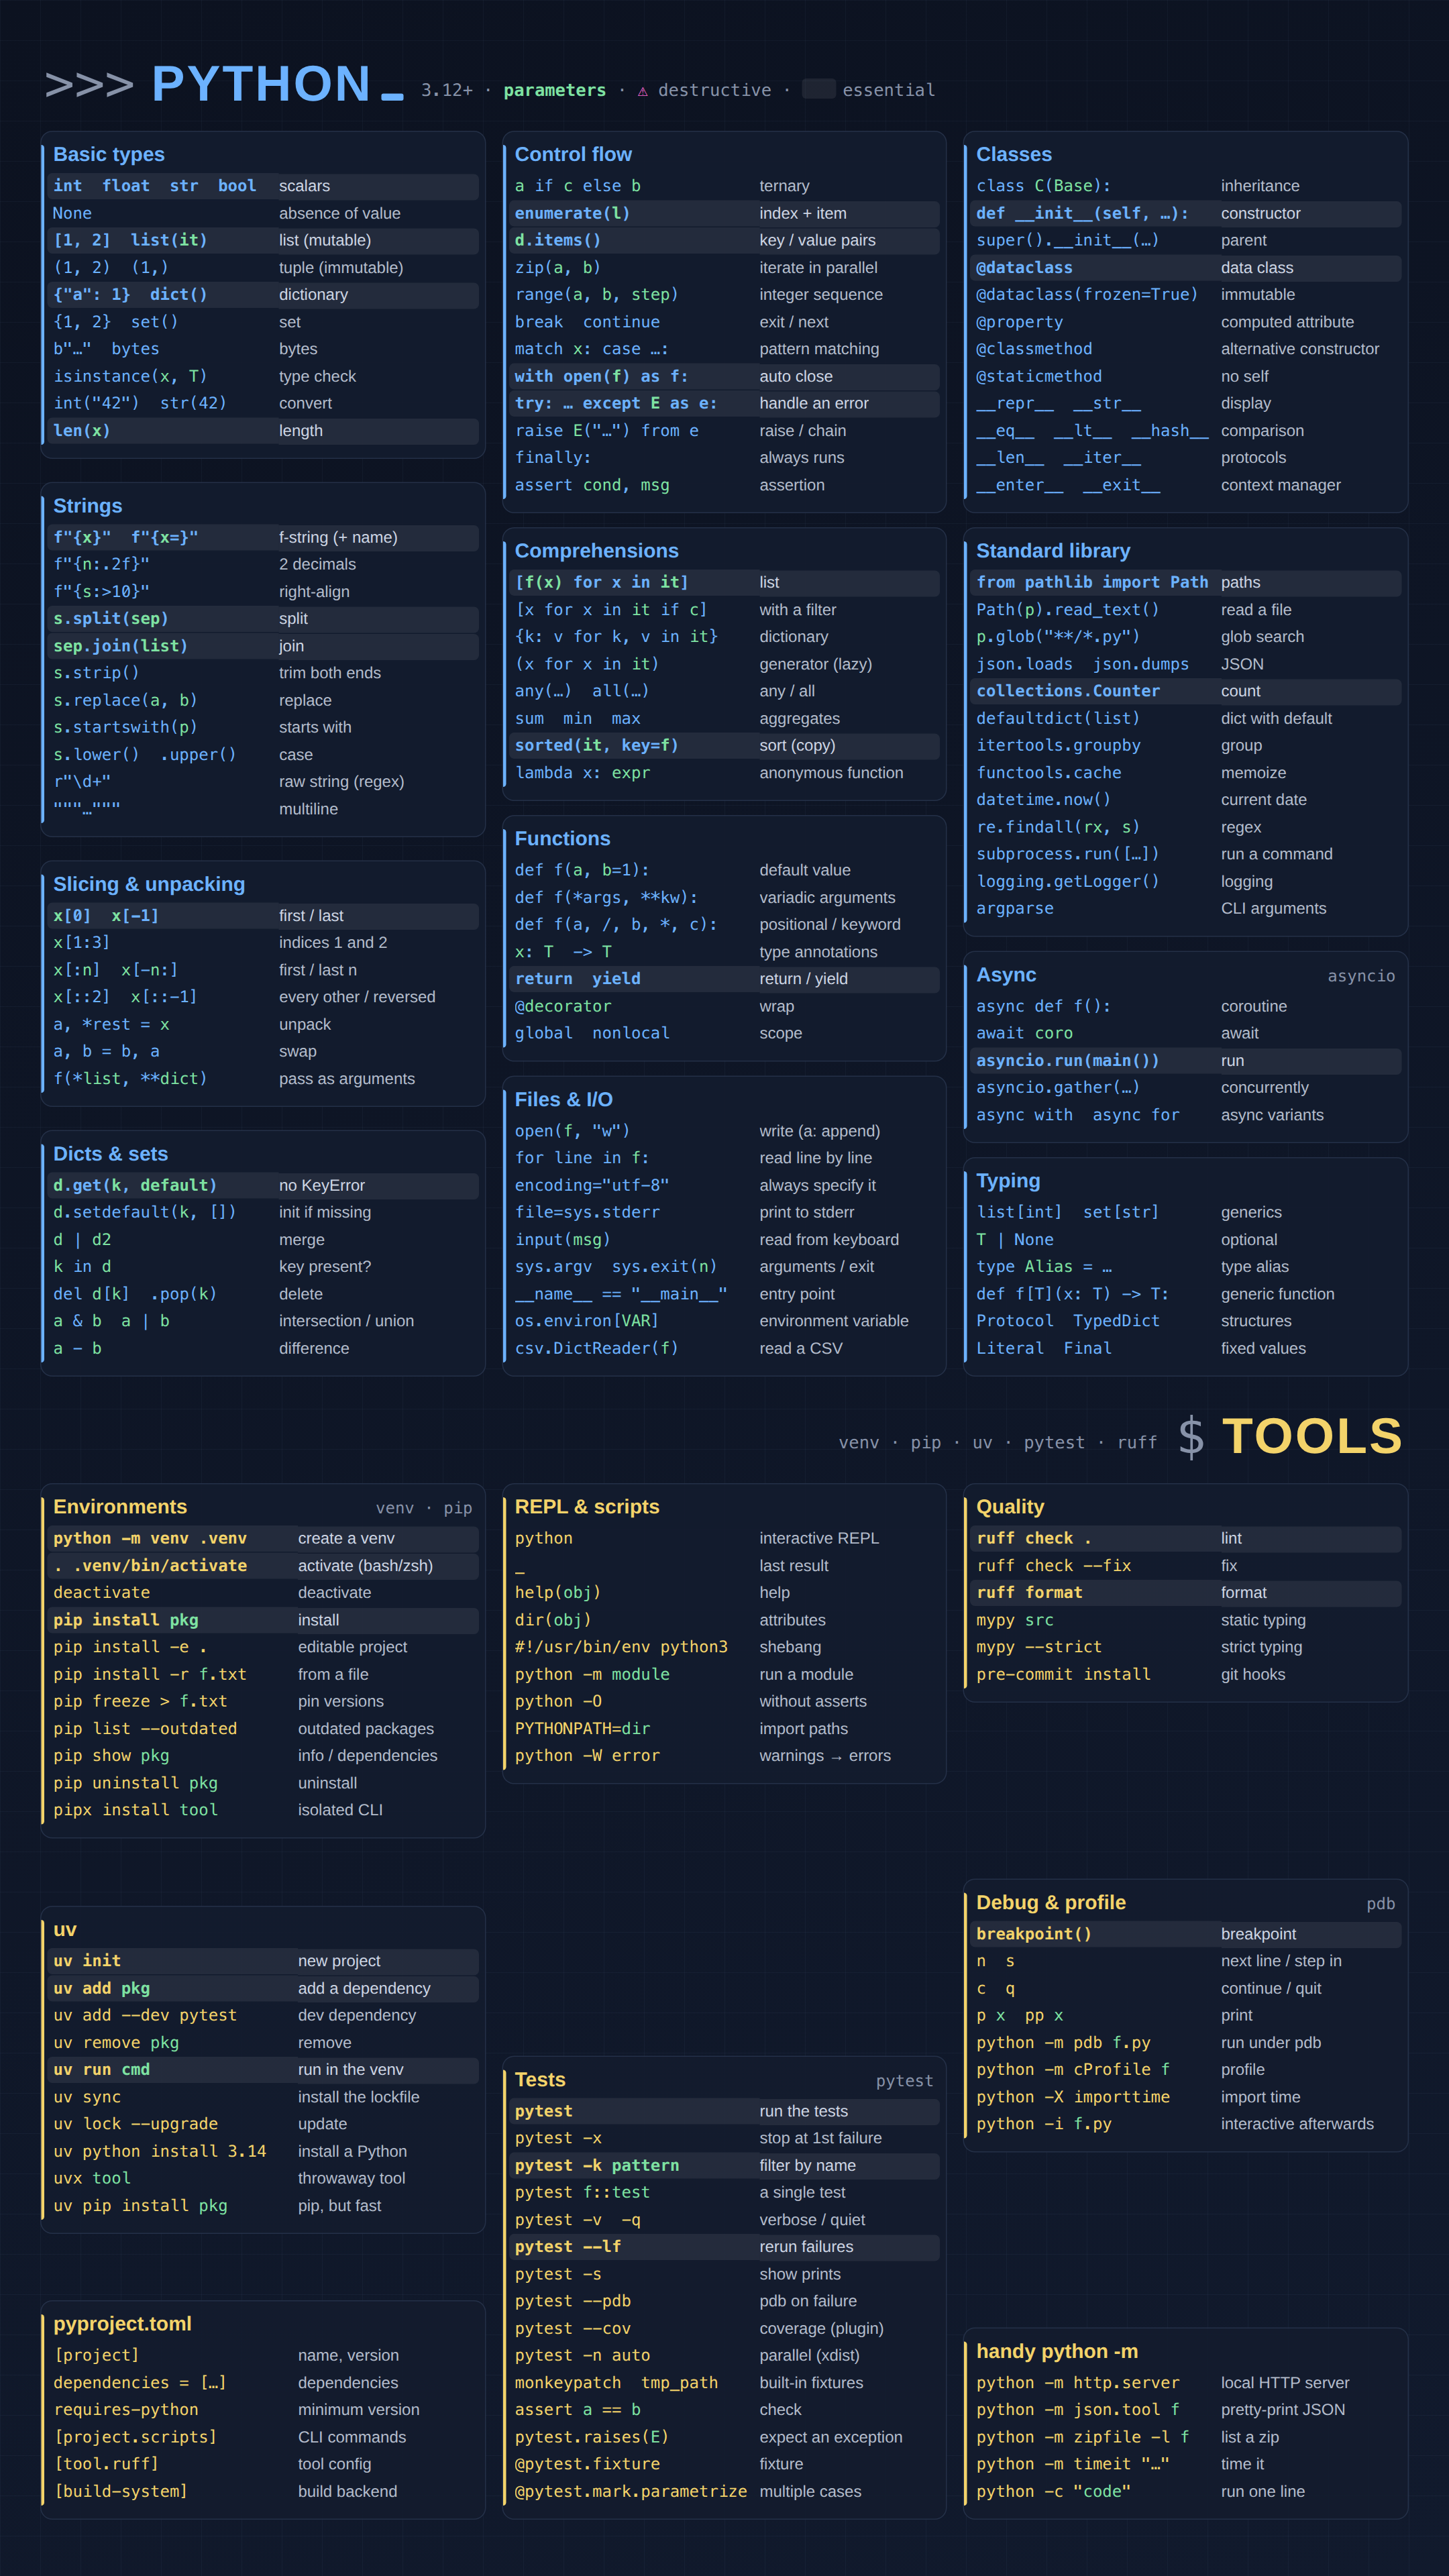 >>> PYTHON_ 3.12+ · parameters · ⚠ destructive · essential
Basic types
int float str bool scalars
None absence of value
[1, 2] list(it) list (mutable)
(1, 2) (1,) tuple (immutable)
{"a": 1} dict() dictionary
{1, 2} set() set
b"…" bytes bytes
isinstance(x, T) type check
int("42") str(42) convert
len(x) length
Strings
f"{x}" f"{x=}" f-string (+ name)
f"{n:.2f}" 2 decimals
f"{s:>10}" right-align
s.split(sep) split
sep.join(list) join
s.strip() trim both ends
s.replace(a, b) replace
s.startswith(p) starts with
s.lower() .upper() case
r"\d+" raw string (regex)
"""…""" multiline
Slicing & unpacking
x[0] x[-1] first / last
x[1:3] indices 1 and 2
x[:n] x[-n:] first / last n
x[::2] x[::-1] every other / reversed
a, *rest = x unpack
a, b = b, a swap
f(*list, **dict) pass as arguments
Dicts & sets
d.get(k, default) no KeyError
d.setdefault(k, []) init if missing
d | d2 merge
k in d key present?
del d[k] .pop(k) delete
a & b a | b intersection / union
a - b difference
Control flow
a if c else b ternary
enumerate(l) index + item
d.items() key / value pairs
zip(a, b) iterate in parallel
range(a, b, step) integer sequence
break continue exit / next
match x: case …: pattern matching
with open(f) as f: auto close
try: … except E as e: handle an error
raise E("…") from e raise / chain
finally: always runs
assert cond, msg assertion
Comprehensions
[f(x) for x in it] list
[x for x in it if c] with a filter
{k: v for k, v in it} dictionary
(x for x in it) generator (lazy)
any(…) all(…) any / all
sum min max aggregates
sorted(it, key=f) sort (copy)
lambda x: expr anonymous function
Functions
def f(a, b=1): default value
def f(*args, **kw): variadic arguments
def f(a, /, b, *, c): positional / keyword
x: T -> T type annotations
return yield return / yield
@decorator wrap
global nonlocal scope
Files & I/O
open(f, "w") write (a: append)
for line in f: read line by line
encoding="utf-8" always specify it
file=sys.stderr print to stderr
input(msg) read from keyboard
sys.argv sys.exit(n) arguments / exit
__name__ == "__main__" entry point
os.environ[VAR] environment variable
csv.DictReader(f) read a CSV
Classes
class C(Base): inheritance
def __init__(self, …): constructor
super().__init__(…) parent
@dataclass data class
@dataclass(frozen=True) immutable
@property computed attribute
@classmethod alternative constructor
@staticmethod no self
__repr__ __str__ display
__eq__ __lt__ __hash__ comparison
__len__ __iter__ protocols
__enter__ __exit__ context manager
Standard library
from pathlib import Path paths
Path(p).read_text() read a file
p.glob("**/*.py") glob search
json.loads json.dumps JSON
collections.Counter count
defaultdict(list) dict with default
itertools.groupby group
functools.cache memoize
datetime.now() current date
re.findall(rx, s) regex
subprocess.run([…]) run a command
logging.getLogger() logging
argparse CLI arguments
Async asyncio
async def f(): coroutine
await coro await
asyncio.run(main()) run
asyncio.gather(…) concurrently
async with async for async variants
Typing
list[int] set[str] generics
T | None optional
type Alias = … type alias
def f[T](x: T) -> T: generic function
Protocol TypedDict structures
Literal Final fixed values
venv · pip · uv · pytest · ruff $ TOOLS
Environments venv · pip
python -m venv .venv create a venv
. .venv/bin/activate activate (bash/zsh)
deactivate deactivate
pip install pkg install
pip install -e . editable project
pip install -r f.txt from a file
pip freeze > f.txt pin versions
pip list --outdated outdated packages
pip show pkg info / dependencies
pip uninstall pkg uninstall
pipx install tool isolated CLI
uv
uv init new project
uv add pkg add a dependency
uv add --dev pytest dev dependency
uv remove pkg remove
uv run cmd run in the venv
uv sync install the lockfile
uv lock --upgrade update
uv python install 3.14 install a Python
uvx tool throwaway tool
uv pip install pkg pip, but fast
pyproject.toml
[project] name, version
dependencies = […] dependencies
requires-python minimum version
[project.scripts] CLI commands
[tool.ruff] tool config
[build-system] build backend
REPL & scripts
python interactive REPL
_ last result
help(obj) help
dir(obj) attributes
#!/usr/bin/env python3 shebang
python -m module run a module
python -O without asserts
PYTHONPATH=dir import paths
python -W error warnings → errors
Tests pytest
pytest run the tests
pytest -x stop at 1st failure
pytest -k pattern filter by name
pytest f::test a single test
pytest -v -q verbose / quiet
pytest --lf rerun failures
pytest -s show prints
pytest --pdb pdb on failure
pytest --cov coverage (plugin)
pytest -n auto parallel (xdist)
monkeypatch tmp_path built-in fixtures
assert a == b check
pytest.raises(E) expect an exception
@pytest.fixture fixture
@pytest.mark.parametrize multiple cases
Quality
ruff check . lint
ruff check --fix fix
ruff format format
mypy src static typing
mypy --strict strict typing
pre-commit install git hooks
Debug & profile pdb
breakpoint() breakpoint
n s next line / step in
c q continue / quit
p x pp x print
python -m pdb f.py run under pdb
python -m cProfile f profile
python -X importtime import time
python -i f.py interactive afterwards
handy python -m
python -m http.server local HTTP server
python -m json.tool f pretty-print JSON
python -m zipfile -l f list a zip
python -m timeit "…" time it
python -c "code" run one line